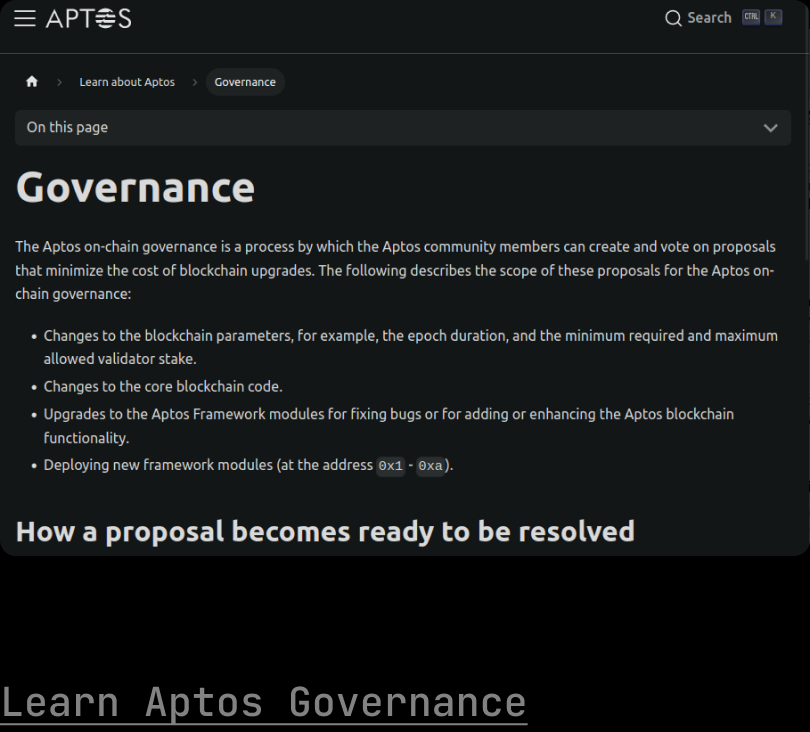 APTOS Search CTRL K
Learn about Aptos Governance
On this page
Governance
The Aptos on-chain governance is a process by which the Aptos community members can create and vote on proposals
that minimize the cost of blockchain upgrades. The following describes the scope of these proposals for the Aptos on-
chain governance:
• Changes to the blockchain parameters, for example, the epoch duration, and the minimum required and maximum
allowed validator stake.
• Changes to the core blockchain code.
• Upgrades to the Aptos Framework modules for fixing bugs or for adding or enhancing the Aptos blockchain
functionality.
• Deploying new framework modules (at the address 0x1 - 0xa).
How a proposal becomes ready to be resolved
Learn Aptos Governance